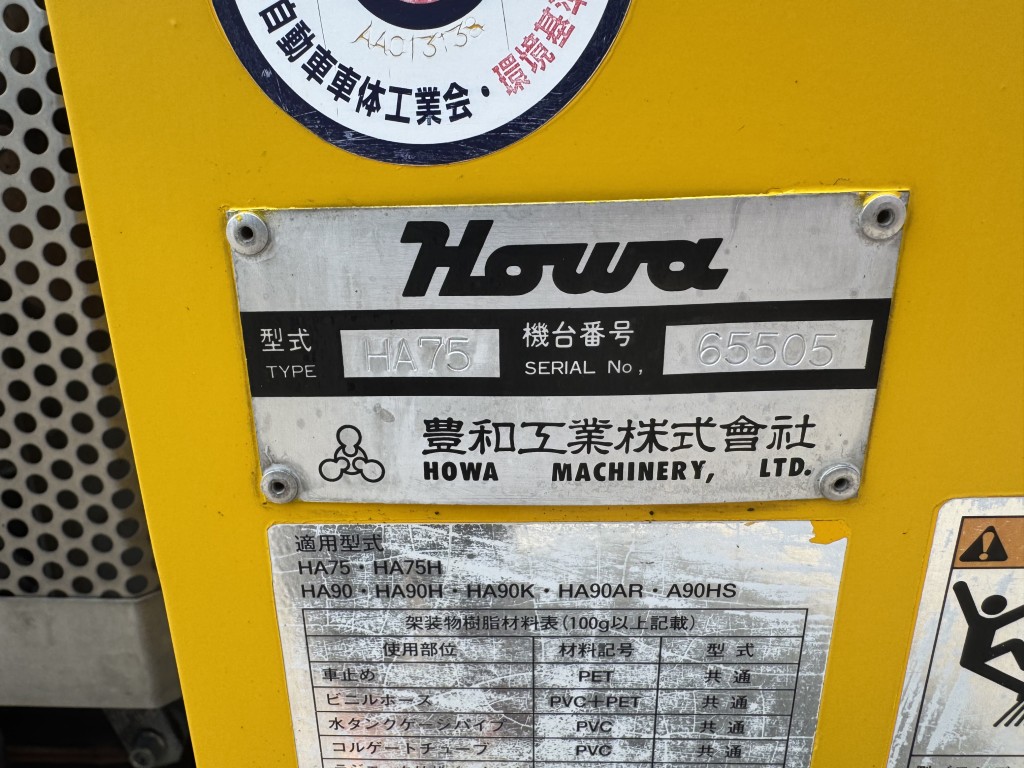 AA013138
自動車車体工業会・環境基準
Howa
型式 HA75 機台番号 65505
TYPE SERIAL No,
豊和工業株式會社
HOWA MACHINERY, LTD.
適用型式
HA75・HA75H
HA90・HA90H・HA90K・HA90AR・A90HS
架装物樹脂材料表(100g以上記載)
使用部位 材料記号 型式
車止め PET 共通
ビニルホース PVC+PET 共通
水タンクゲージパイプ PVC 共通
コルゲートチューブ PVC 共通